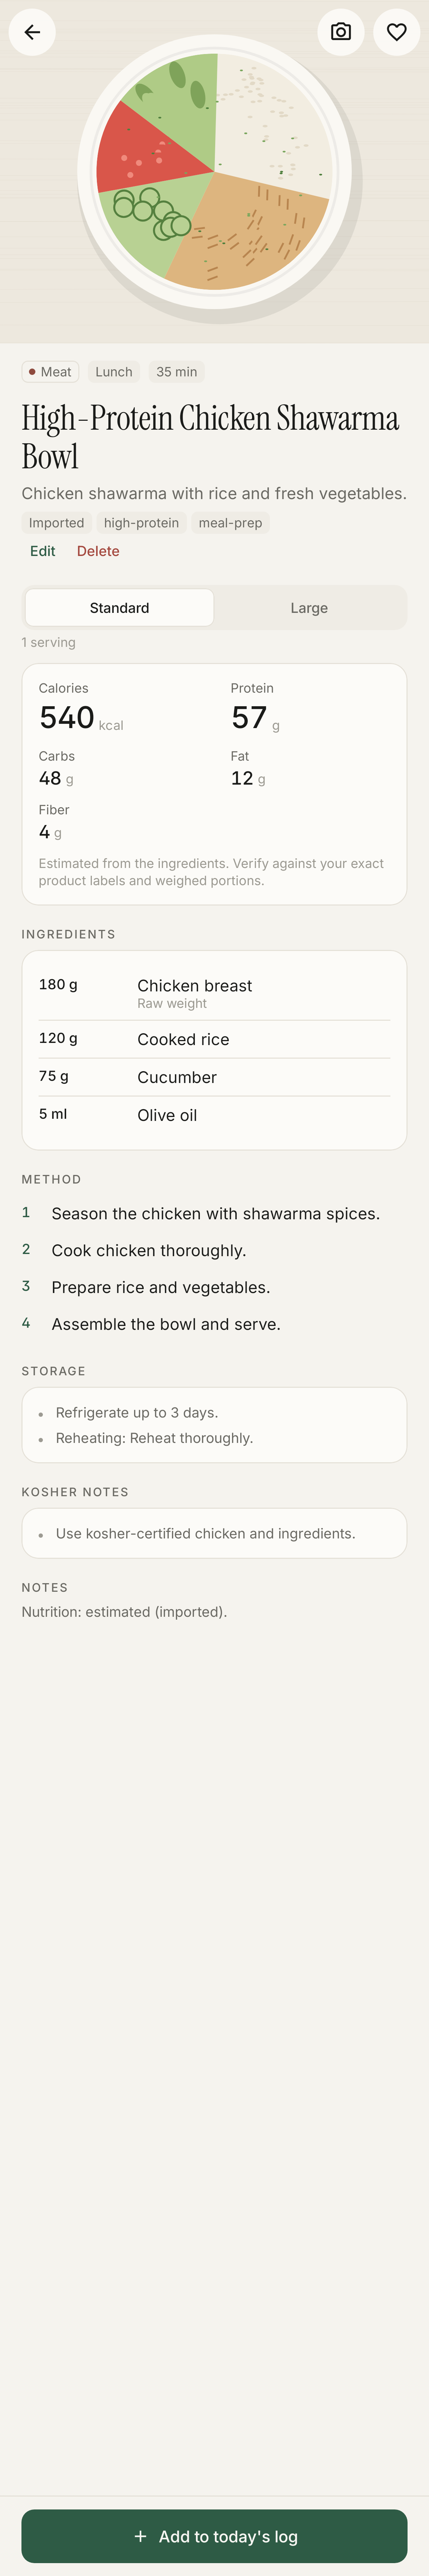 Meat Lunch 35 min
High-Protein Chicken Shawarma
Bowl
Chicken shawarma with rice and fresh vegetables.
Imported high-protein meal-prep
Edit Delete
Standard Large
1 serving
Calories Protein
540 kcal 57 g
Carbs Fat
48 g 12 g
Fiber
4 g
Estimated from the ingredients. Verify against your exact
product labels and weighed portions.
INGREDIENTS
180 g Chicken breast
Raw weight
120 g Cooked rice
75 g Cucumber
5 ml Olive oil
METHOD
1 Season the chicken with shawarma spices.
2 Cook chicken thoroughly.
3 Prepare rice and vegetables.
4 Assemble the bowl and serve.
STORAGE
• Refrigerate up to 3 days.
• Reheating: Reheat thoroughly.
KOSHER NOTES
• Use kosher-certified chicken and ingredients.
NOTES
Nutrition: estimated (imported).
+ Add to today's log